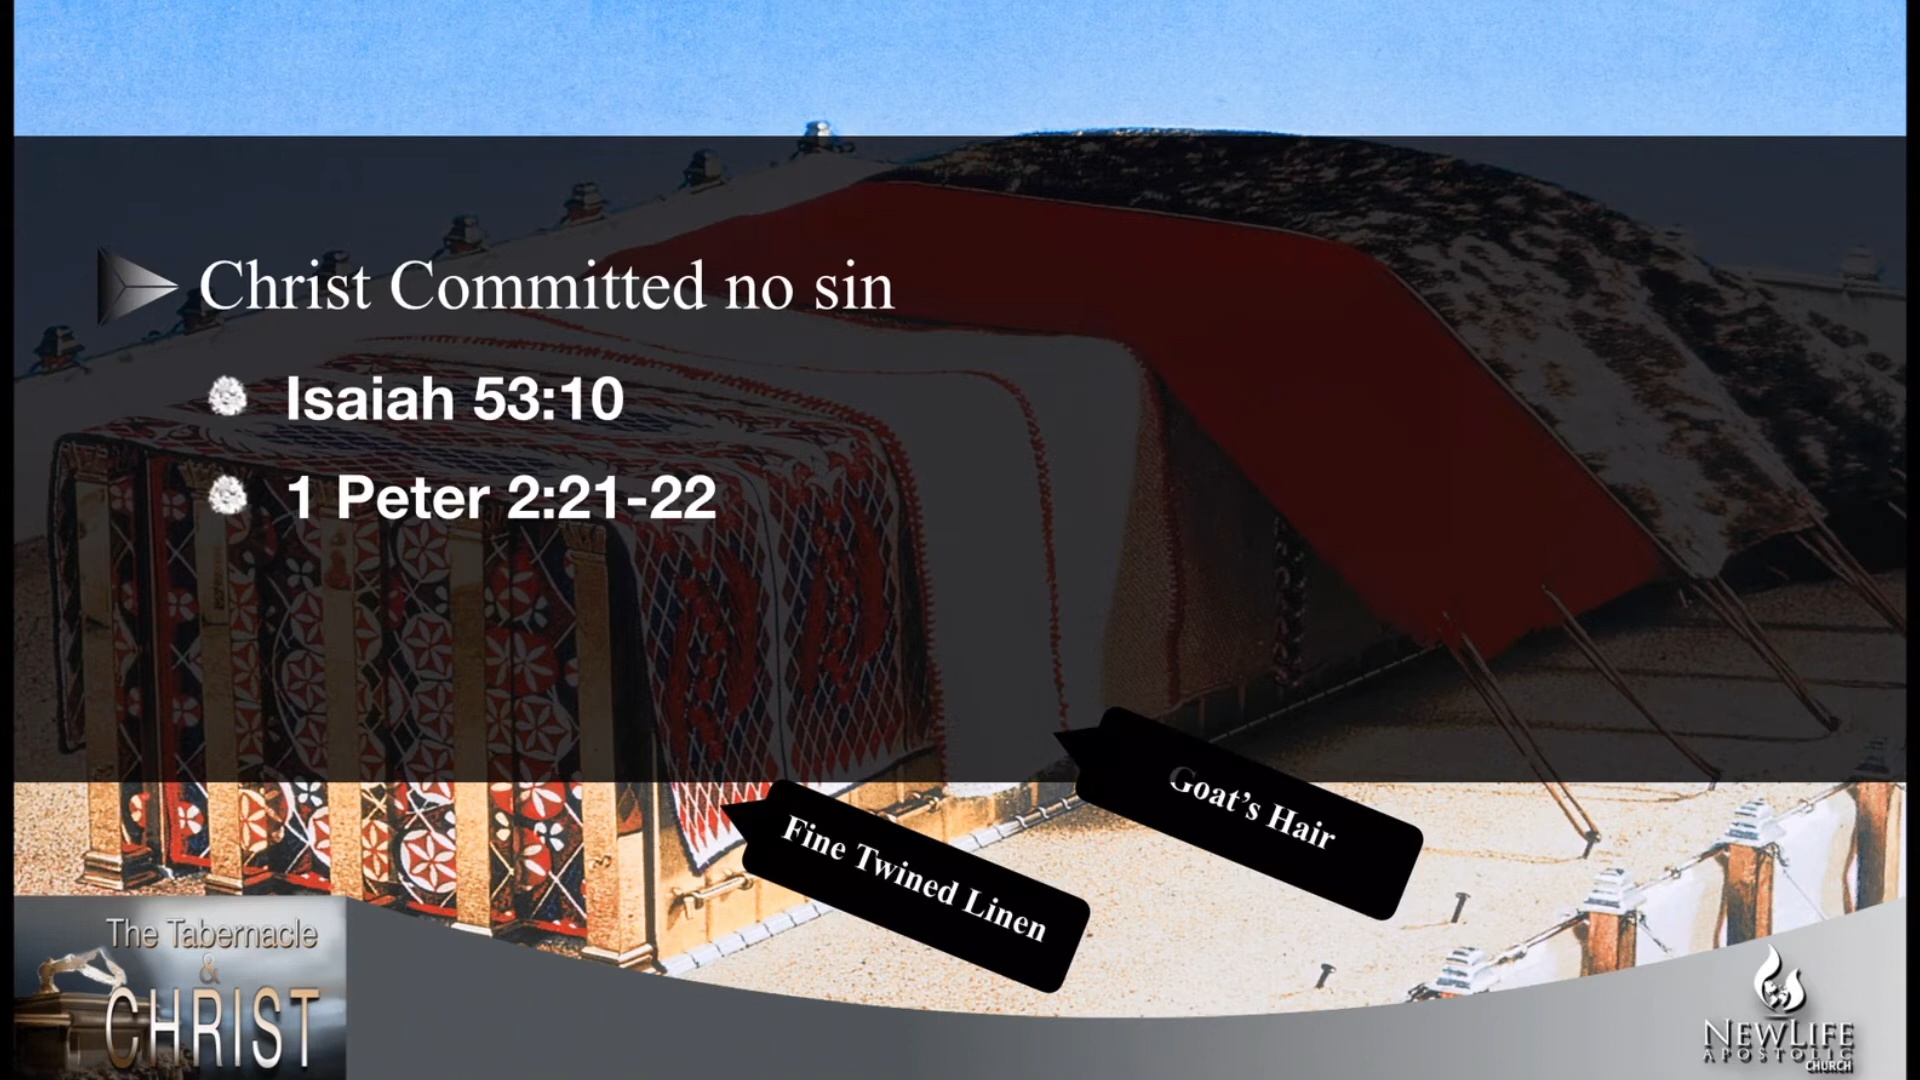 Christ Committed no sin
Isaiah 53:10
1 Peter 2:21-22
Goat's Hair
Fine Twined Linen
The Tabernacle
&
CHRIST
NEWLIFE
APOSTOLIC
CHURCH